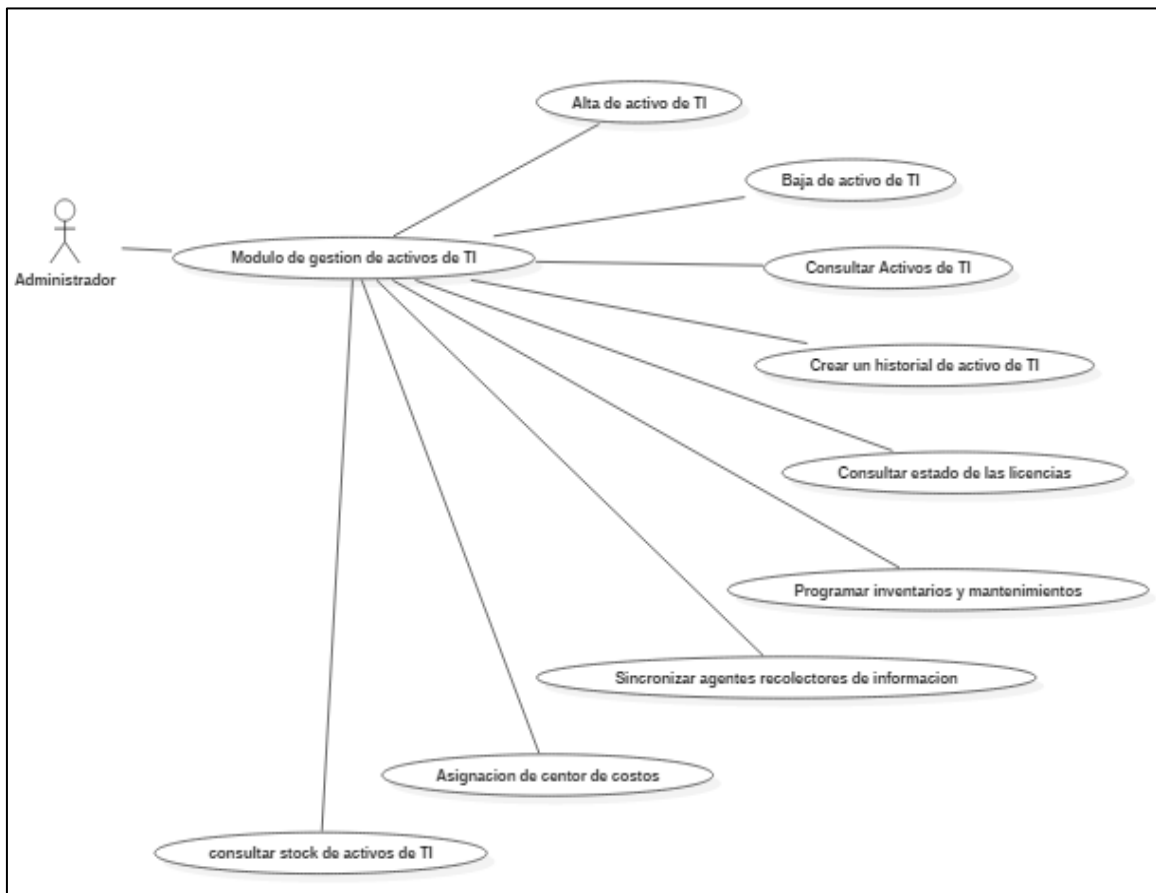 Alta de activo de TI
Baja de activo de TI
Administrador
Modulo de gestion de activos de TI
Consultar Activos de TI
Crear un historial de activo de TI
Consultar estado de las licencias
Programar inventarios y mantenimientos
Sincronizar agentes recolectores de informacion
Asignacion de centor de costos
consultar stock de activos de TI